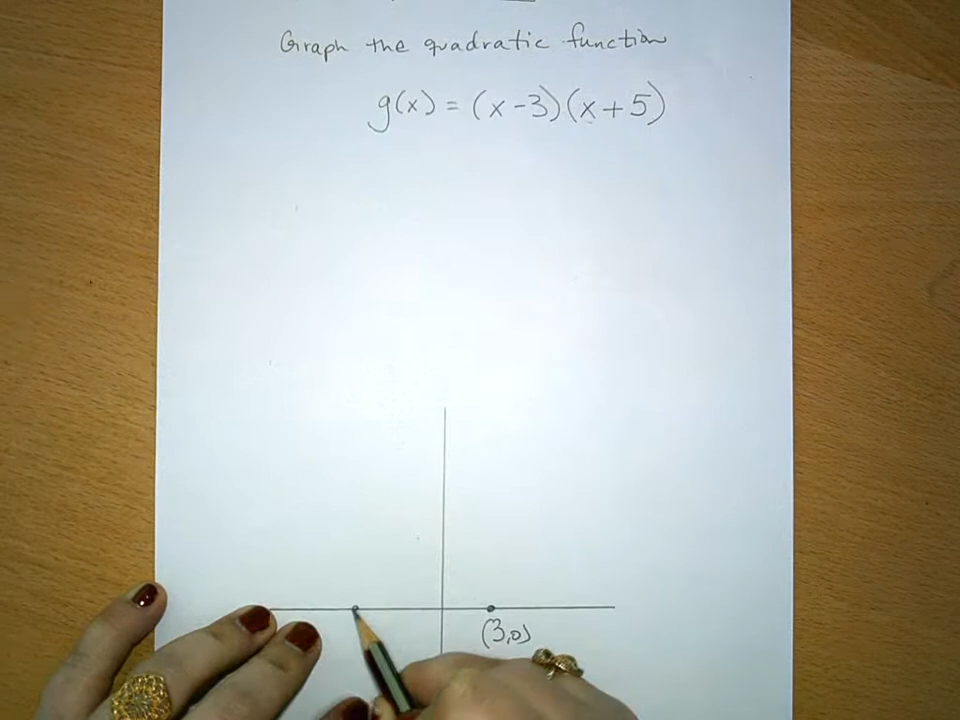 Graph the quadratic function
g(x) = (x-3)(x+5)
(3,0)